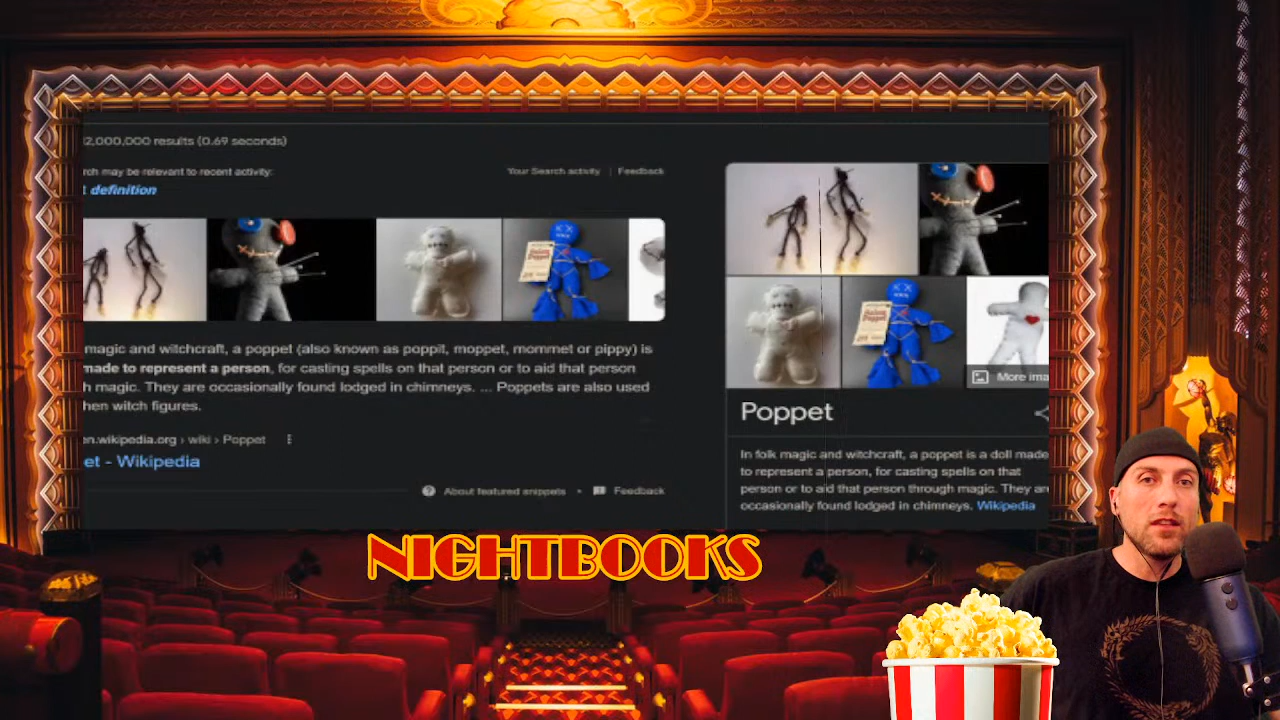 2,000,000 results (0.69 seconds)
rch may be relevant to recent activity:
Your Search activity | Feedback
t definition
magic and witchcraft, a poppet (also known as poppit, moppet, mommet or pippy) is
made to represent a person, for casting spells on that person or to aid that person
h magic. They are occasionally found lodged in chimneys. ... Poppets are also used
hen witch figures.
en.wikipedia.org › wiki › Poppet
et - Wikipedia
About featured snippets • Feedback
More ima
Poppet
In folk magic and witchcraft, a poppet is a doll made
to represent a person, for casting spells on that
person or to aid that person through magic. They are
occasionally found lodged in chimneys. Wikipedia
NIGHTBOOKS